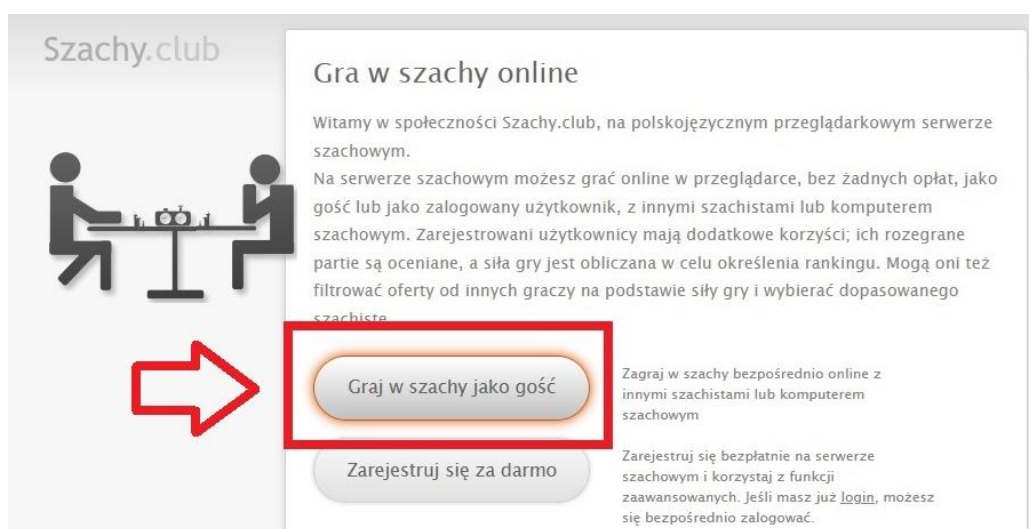 Szachy.club
Gra w szachy online
Witamy w społeczności Szachy.club, na polskojęzycznym przeglądarkowym serwerze
szachowym.
Na serwerze szachowym możesz grać online w przeglądarce, bez żadnych opłat, jako
gość lub jako zalogowany użytkownik, z innymi szachistami lub komputerem
szachowym. Zarejestrowani użytkownicy mają dodatkowe korzyści; ich rozegrane
partie są oceniane, a siła gry jest obliczana w celu określenia rankingu. Mogą oni też
filtrować oferty od innych graczy na podstawie siły gry i wybierać dopasowanego
szachistę.
Graj w szachy jako gość
Zagraj w szachy bezpośrednio online z
innymi szachistami lub komputerem
szachowym
Zarejestruj się za darmo
Zarejestruj się bezpłatnie na serwerze
szachowym i korzystaj z funkcji
zaawansowanych. Jeśli masz już login, możesz
się bezpośrednio zalogować.